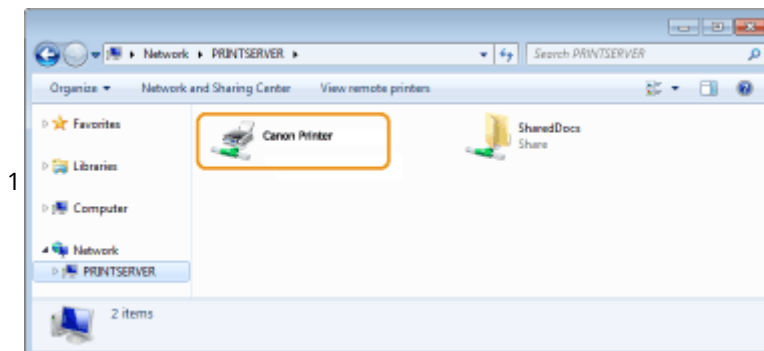 Network PRINTSERVER
Search PRINTSERVER
Organize Network and Sharing Center View remote printers
Favorites
Canon Printer
SharedDocs
Share
Libraries
1
Computer
Network
PRINTSERVER
2 items